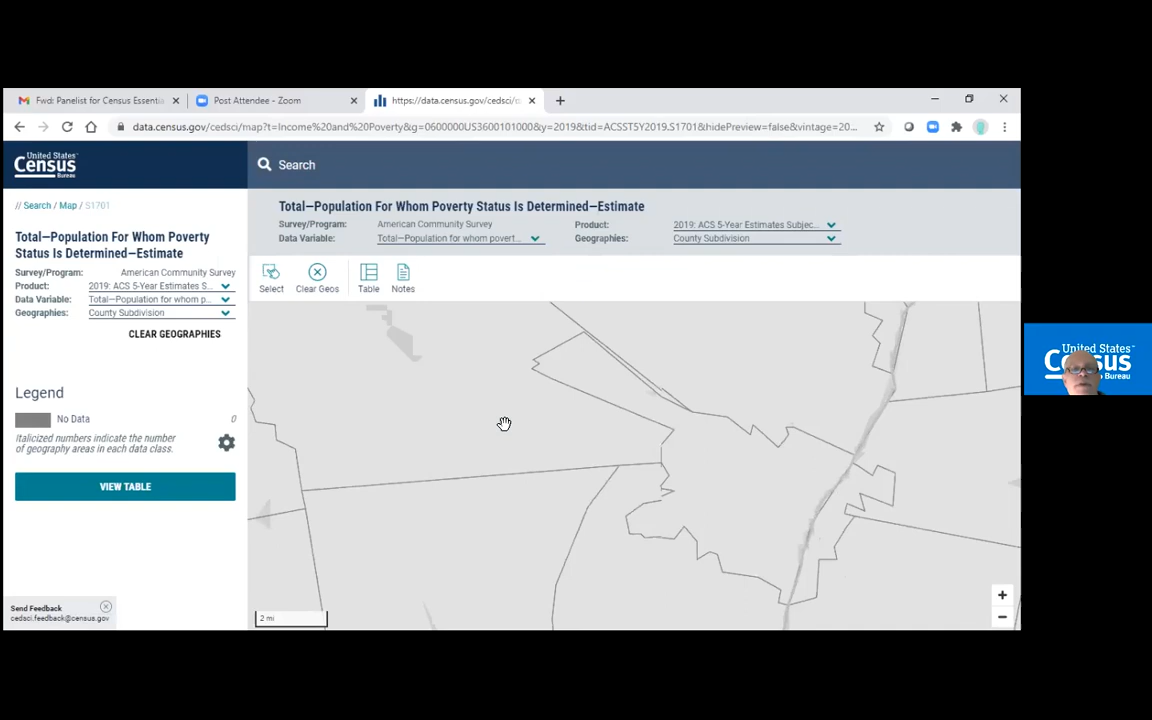 Fwd: Panelist for Census Essentia
Post Attendee - Zoom
https://data.census.gov/cedsci/m
data.census.gov/cedsci/map?t=Income%20and%20Poverty&g=0600000US3600101000&y=2019&tid=ACSST5Y2019.S1701&hidePreview=false&vintage=20...
United States
Census
Bureau
Search
// Search / Map / S1701
Total—Population For Whom Poverty
Status Is Determined—Estimate
Survey/Program: American Community Survey
Product: 2019: ACS 5-Year Estimates S...
Data Variable: Total—Population for whom p...
Geographies: County Subdivision
CLEAR GEOGRAPHIES
Legend
No Data 0
Italicized numbers indicate the number
of geography areas in each data class.
VIEW TABLE
Send Feedback
cedsci.feedback@census.gov
Total—Population For Whom Poverty Status Is Determined—Estimate
Survey/Program: American Community Survey Product: 2019: ACS 5-Year Estimates Subjec...
Data Variable: Total—Population for whom povert... Geographies: County Subdivision
Select Clear Geos Table Notes
2 mi
United States
Census
Bureau